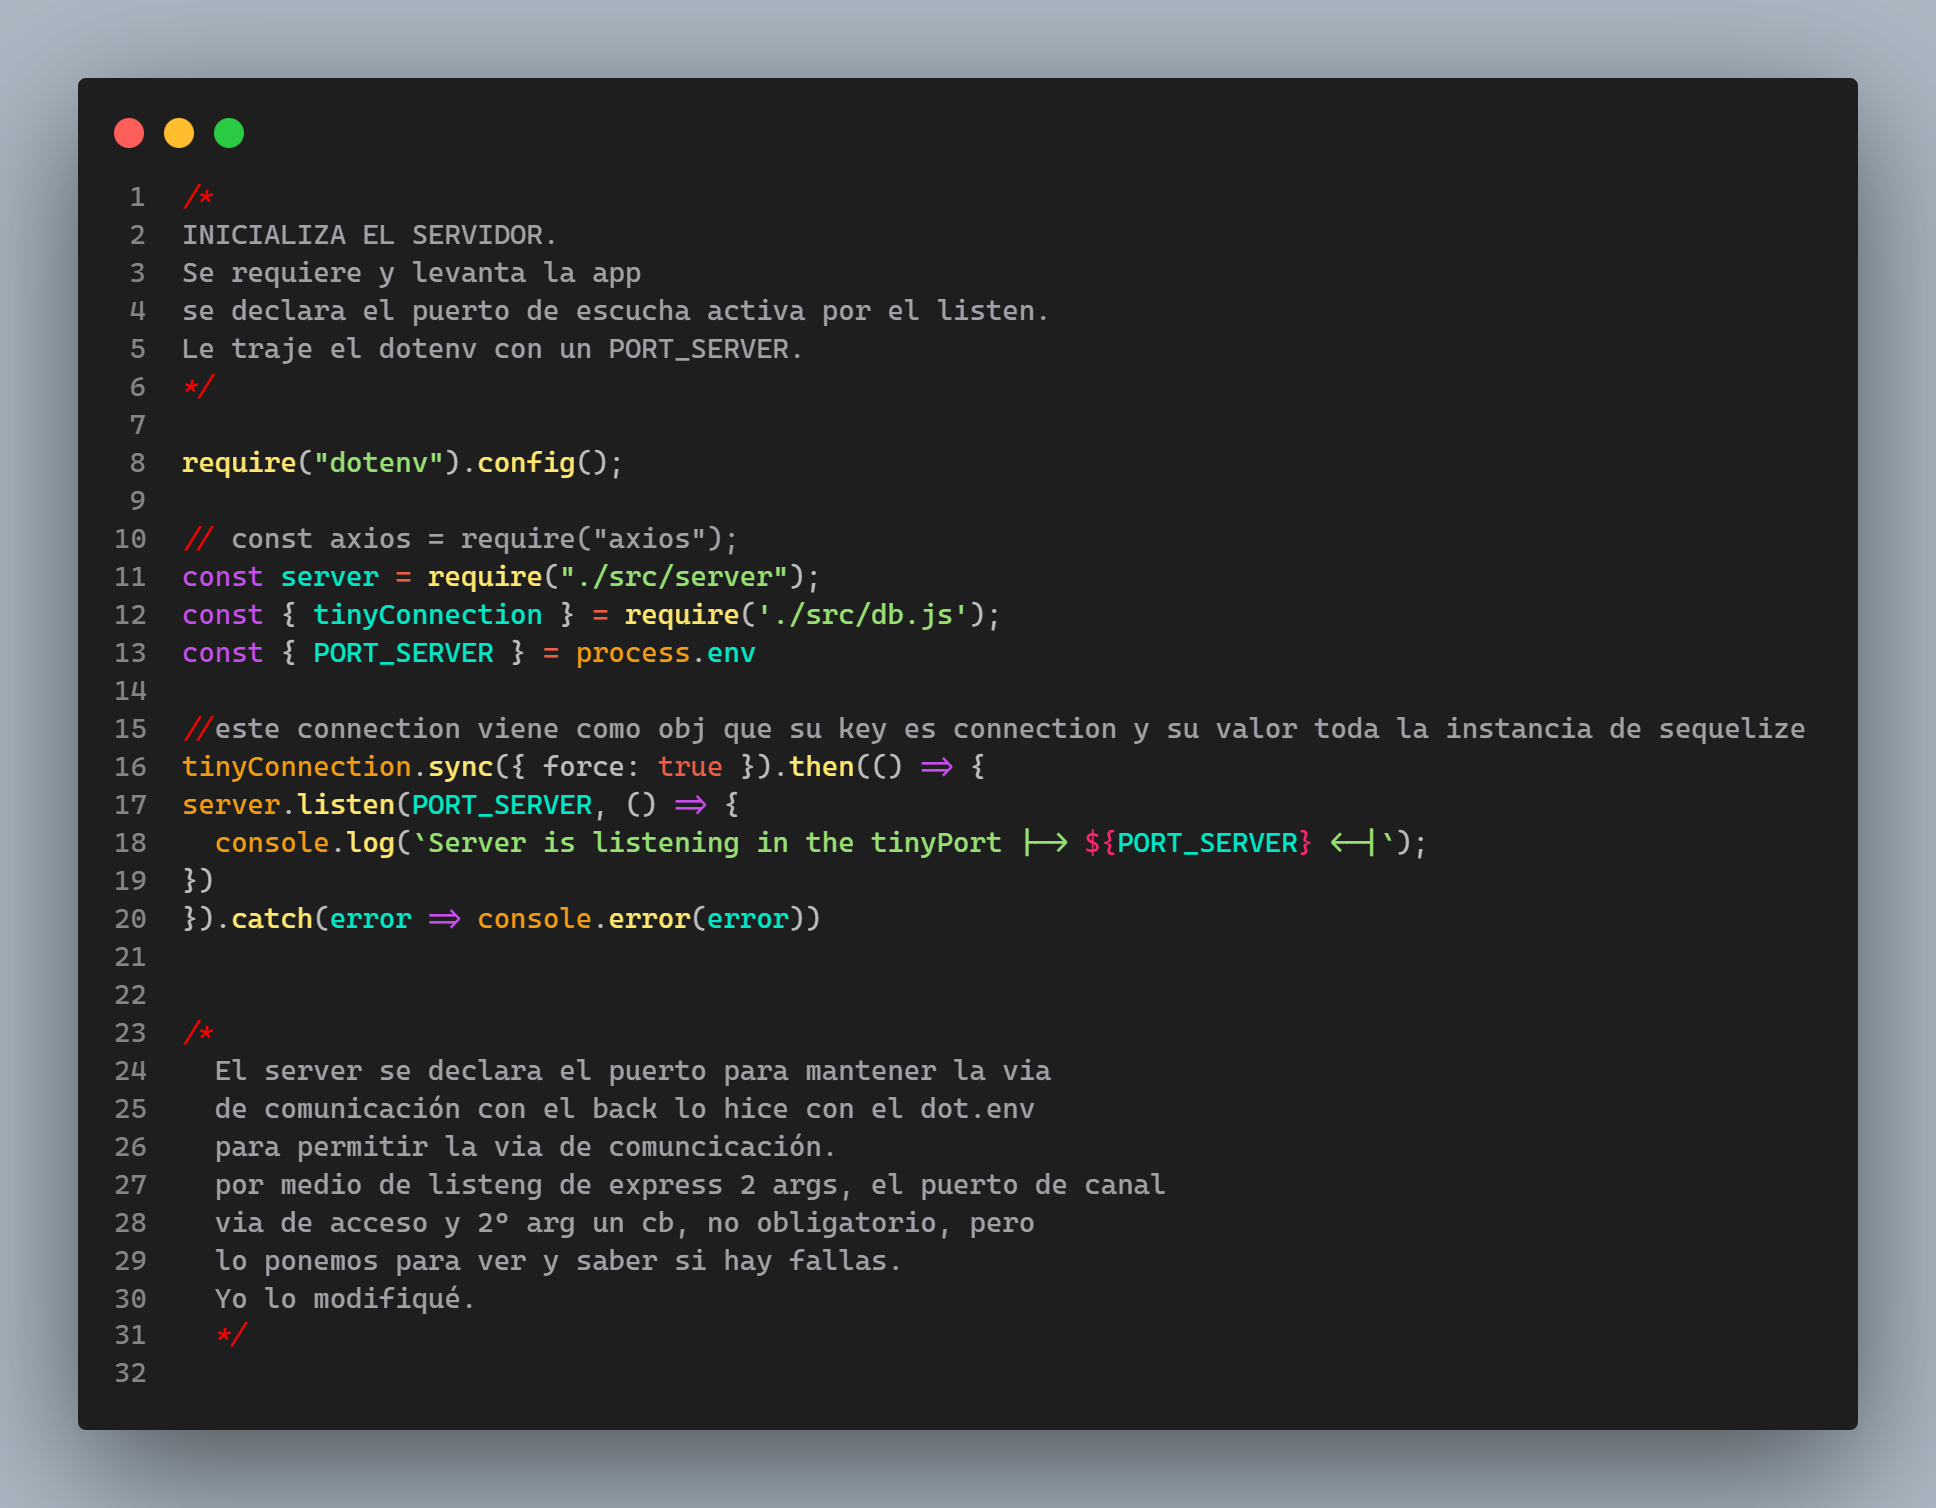 1 /*
2 INICIALIZA EL SERVIDOR.
3 Se requiere y levanta la app
4 se declara el puerto de escucha activa por el listen.
5 Le traje el dotenv con un PORT_SERVER.
6 */
7
8 require("dotenv").config();
9
10 // const axios = require("axios");
11 const server = require("./src/server");
12 const { tinyConnection } = require('./src/db.js');
13 const { PORT_SERVER } = process.env
14
15 //este connection viene como obj que su key es connection y su valor toda la instancia de sequelize
16 tinyConnection.sync({ force: true }).then(() => {
17 server.listen(PORT_SERVER, () => {
18   console.log(`Server is listening in the tinyPort |--> ${PORT_SERVER} <--|`);
19 })
20 }).catch(error => console.error(error))
21
22
23 /*
24   El server se declara el puerto para mantener la via
25   de comunicación con el back lo hice con el dot.env
26   para permitir la via de comuncicación.
27   por medio de listeng de express 2 args, el puerto de canal
28   via de acceso y 2º arg un cb, no obligatorio, pero
29   lo ponemos para ver y saber si hay fallas.
30   Yo lo modifiqué.
31   */
32